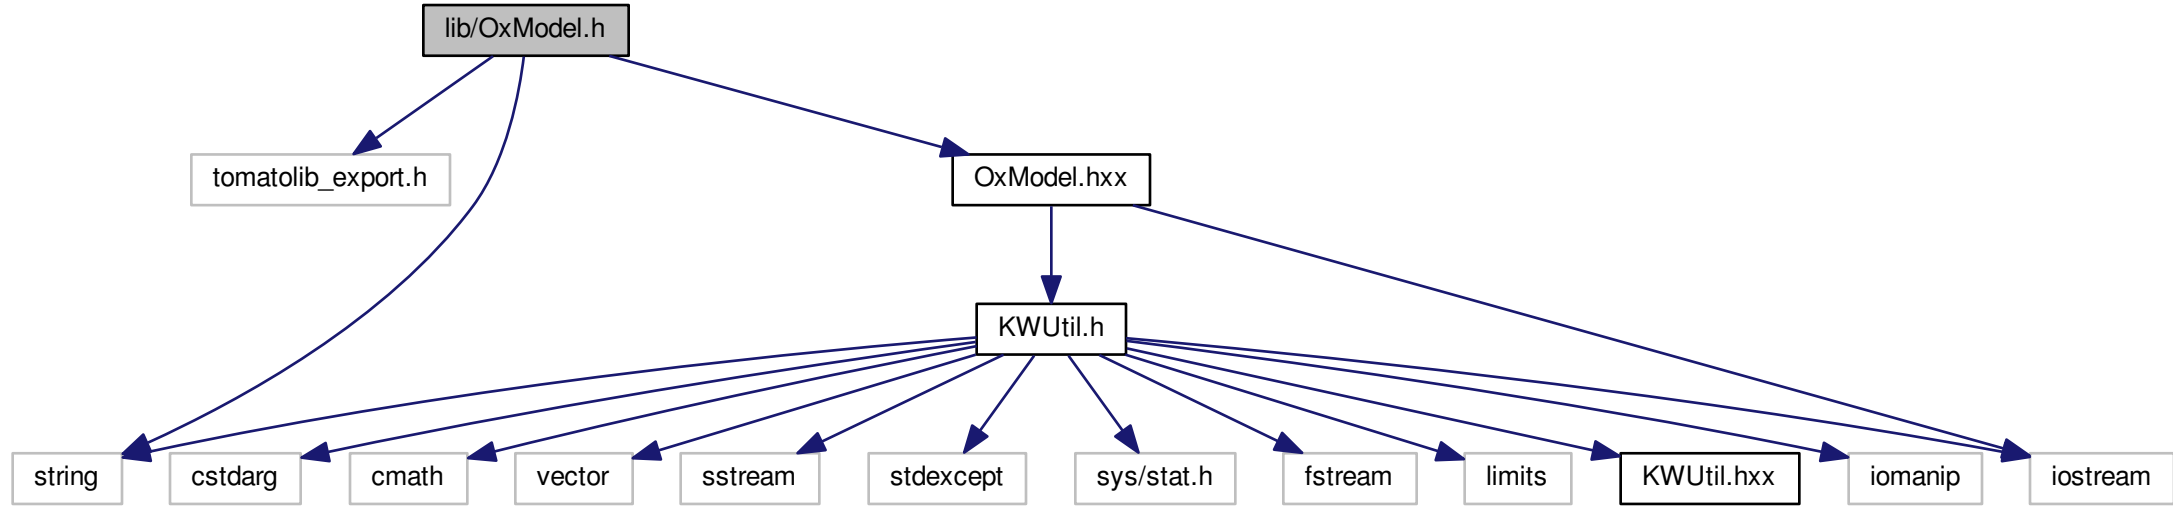 lib/OxModel.h
tomatolib_export.h
OxModel.hxx
KWUtil.h
string
cstdarg
cmath
vector
sstream
stdexcept
sys/stat.h
fstream
limits
KWUtil.hxx
iomanip
iostream